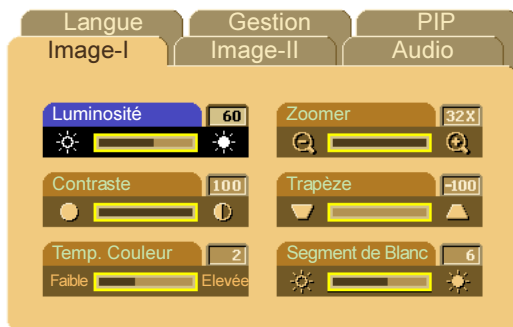 Langue Gestion PIP
Image-I Image-II Audio
Luminosité 60
Zoomer 32X
Contraste 100
Trapèze -100
Temp. Couleur 2
Faible Elevée
Segment de Blanc 6